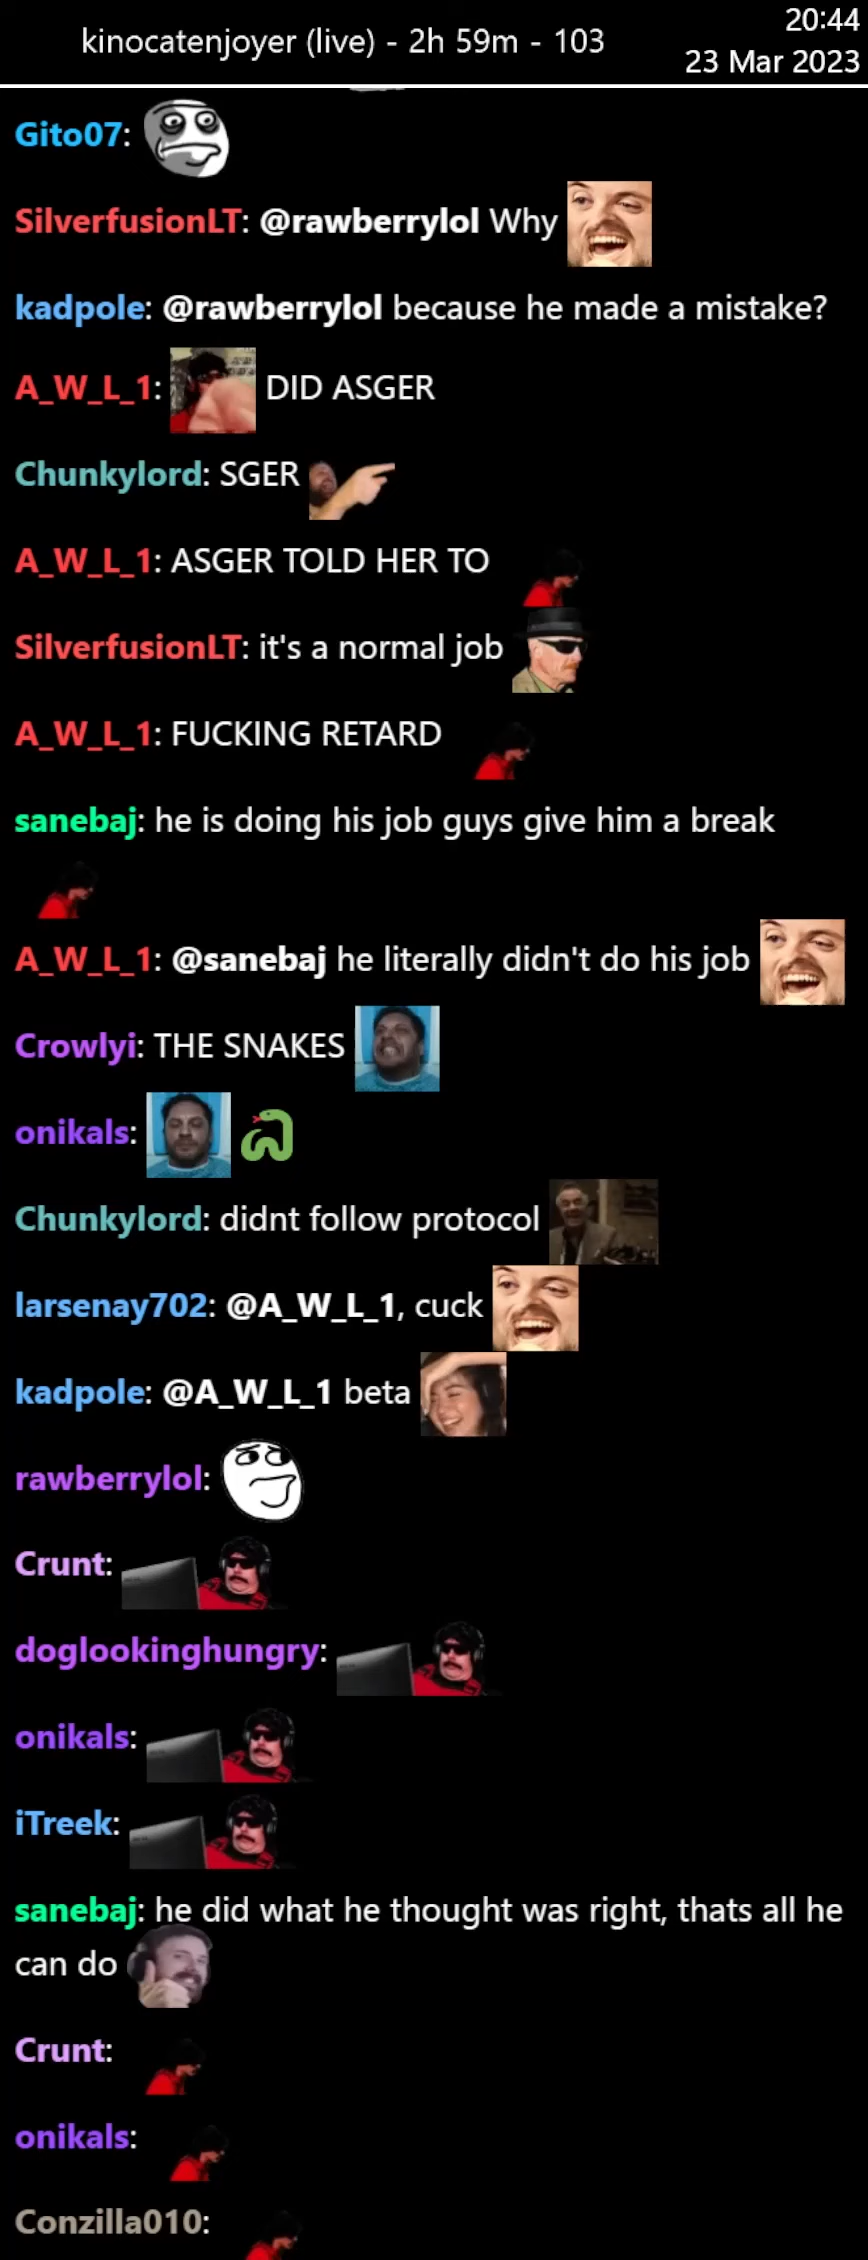 kinocatenjoyer (live) - 2h 59m - 103
20:44
23 Mar 2023
Gito07:
SilverfusionLT: @rawberrylol Why
kadpole: @rawberrylol because he made a mistake?
A_W_L_1: DID ASGER
Chunkylord: SGER
A_W_L_1: ASGER TOLD HER TO
SilverfusionLT: it's a normal job
A_W_L_1: FUCKING RETARD
sanebaj: he is doing his job guys give him a break
A_W_L_1: @sanebaj he literally didn't do his job
Crowlyi: THE SNAKES
onikals:
Chunkylord: didnt follow protocol
larsenay702: @A_W_L_1, cuck
kadpole: @A_W_L_1 beta
rawberrylol:
Crunt:
doglookinghungry:
onikals:
iTreek:
sanebaj: he did what he thought was right, thats all he
can do
Crunt:
onikals:
Conzilla010: